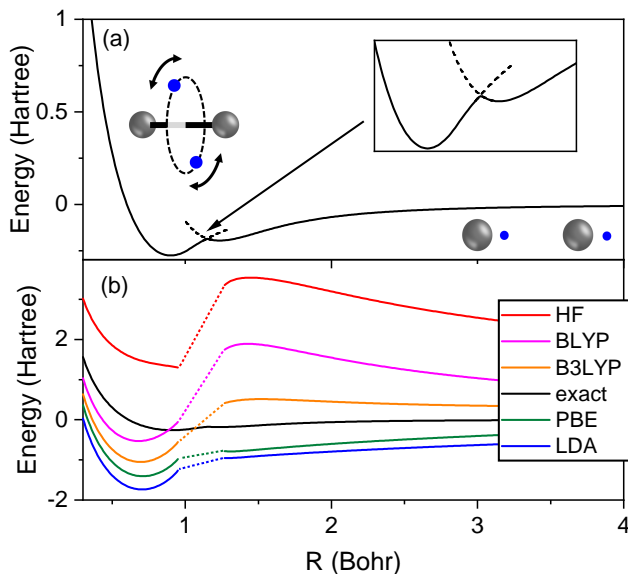 (a)
Energy (Hartree)
1
0.5
0
(b)
Energy (Hartree)
2
0
-2
HF
BLYP
B3LYP
exact
PBE
LDA
1 2 3 4
R (Bohr)